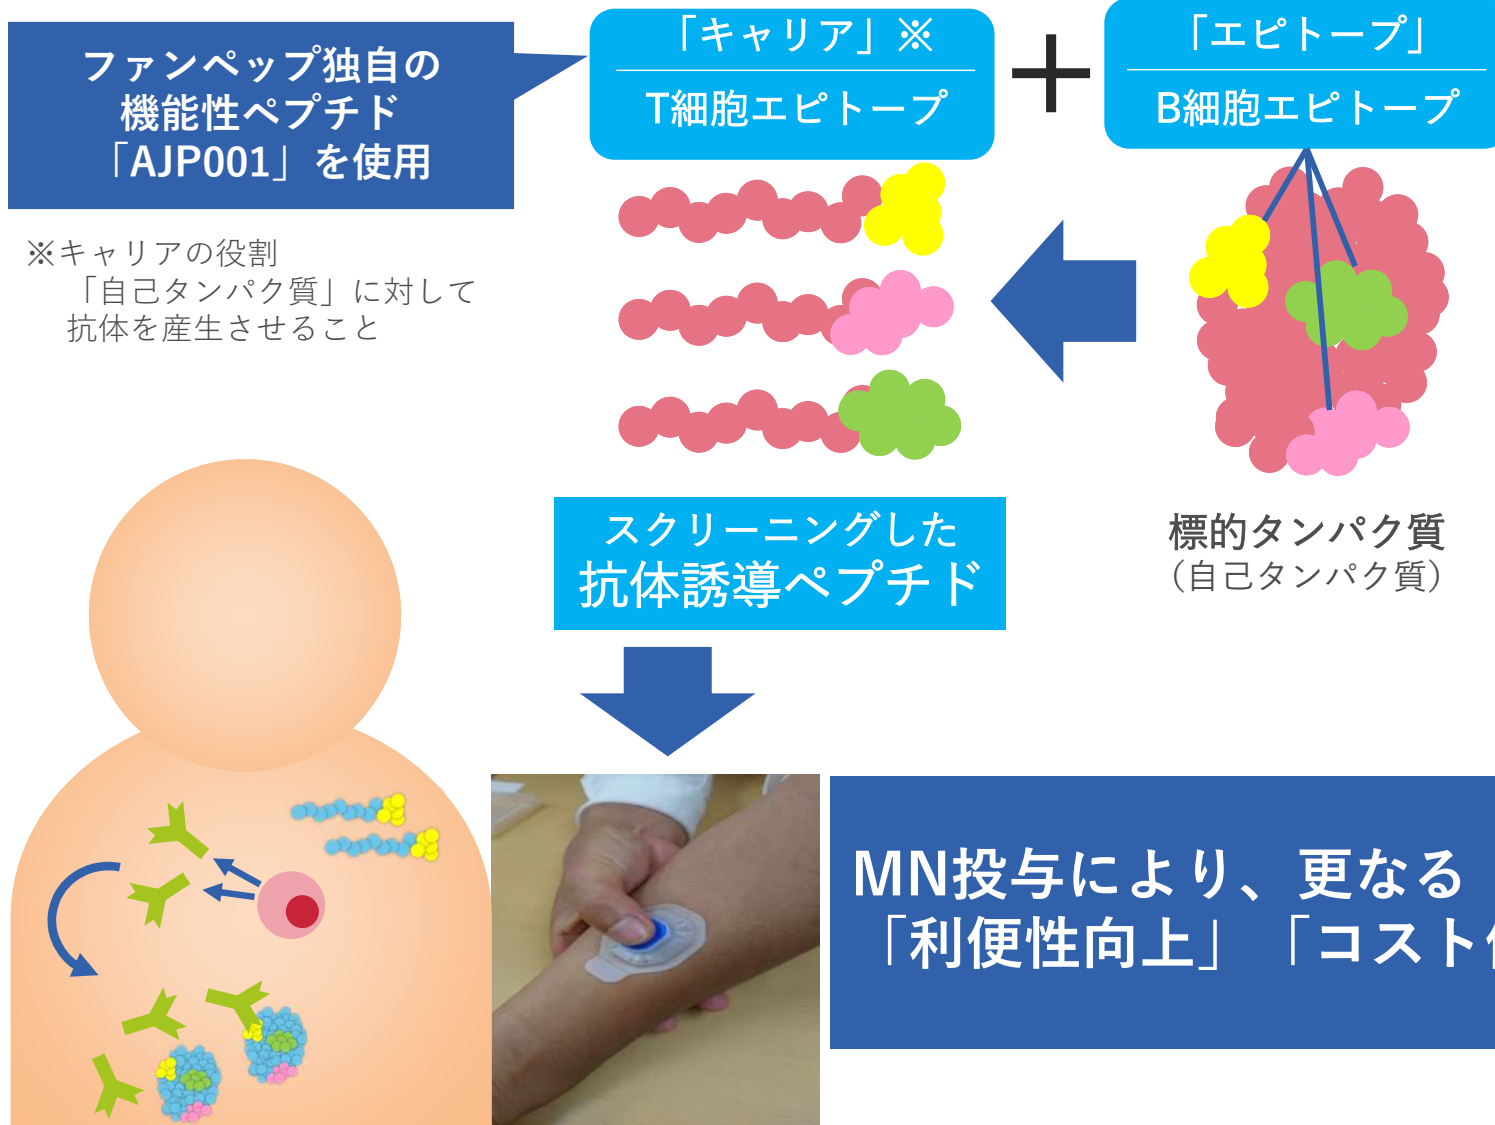 ファンペップ独自の
機能性ペプチド
「AJP001」を使用
※キャリアの役割
「自己タンパク質」に対して
抗体を産生させること
「キャリア」※
T細胞エピトープ
＋
「エピトープ」
B細胞エピトープ
標的タンパク質
（自己タンパク質）
スクリーニングした
抗体誘導ペプチド
MN投与により、更なる
「利便性向上」「コスト